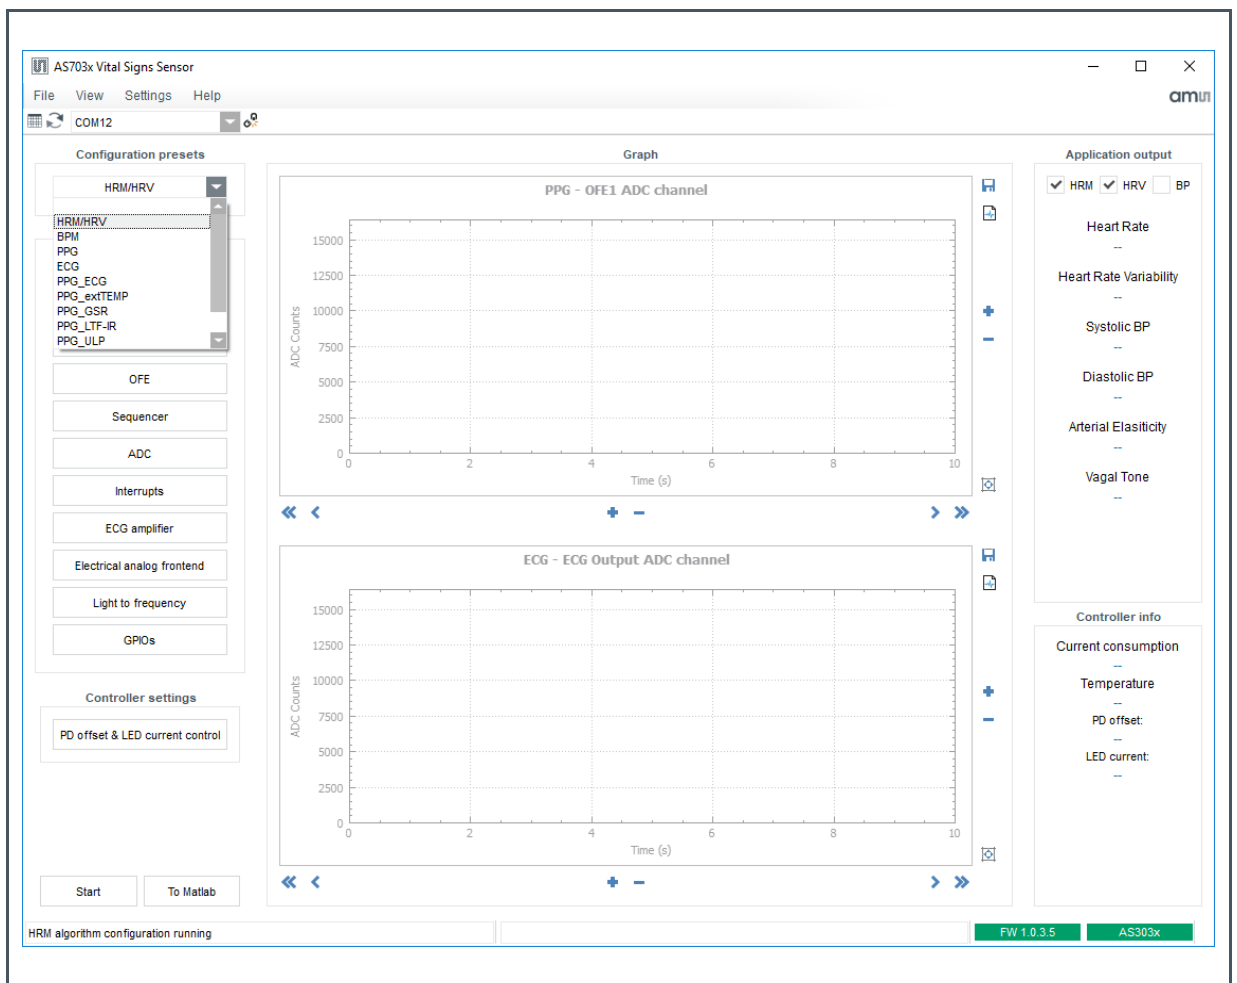 AS703x Vital Signs Sensor
File View Settings Help
amu
COM12
Configuration presets
HRM/HRV
HRM/HRV
BPM
PPG
ECG
PPG_ECG
PPG_extTEMP
PPG_GSR
PPG_LTF-IR
PPG_ULP
OFE
Sequencer
ADC
Interrupts
ECG amplifier
Electrical analog frontend
Light to frequency
GPIOs
Controller settings
PD offset & LED current control
Start To Matlab
Graph
PPG - OFE1 ADC channel
ADC Counts
15000
12500
10000
7500
5000
2500
0
0 2 4 6 8 10
Time (s)
ECG - ECG Output ADC channel
ADC Counts
15000
12500
10000
7500
5000
2500
0
0 2 4 6 8 10
Time (s)
Application output
HRM HRV BP
Heart Rate
--
Heart Rate Variability
--
Systolic BP
--
Diastolic BP
--
Arterial Elasiticity
--
Vagal Tone
--
Controller info
Current consumption
--
Temperature
--
PD offset:
--
LED current:
--
HRM algorithm configuration running
FW 1.0.3.5 AS303x